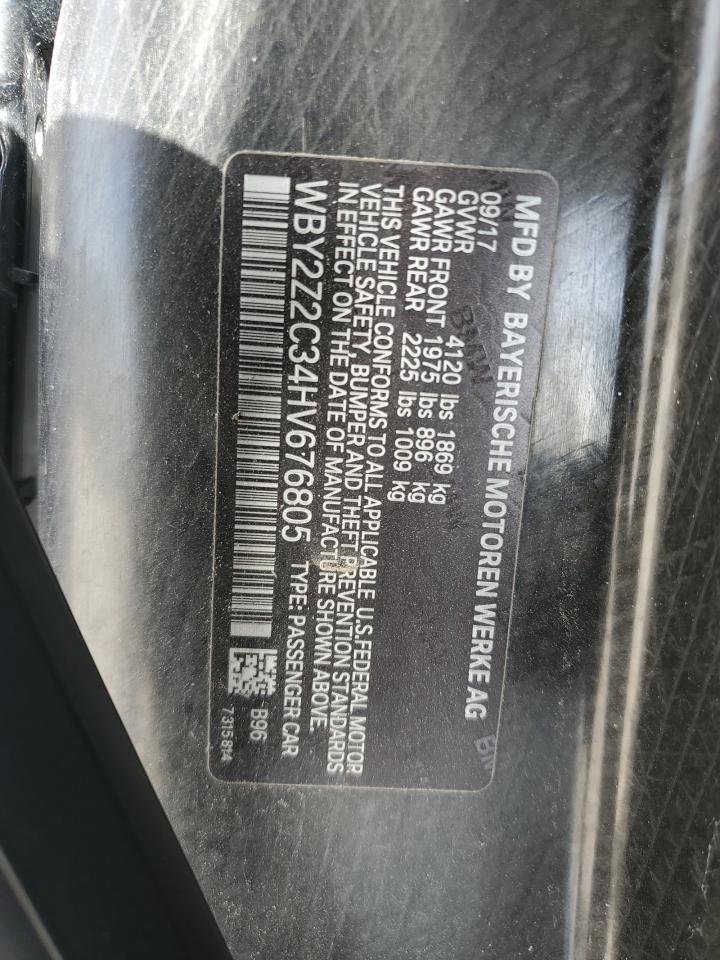 MFD BY BAYERISCHE MOTOREN WERKE AG
09/17
GVWR 4120 lbs 1869 kg
GAWR FRONT 1975 lbs 896 kg
GAWR REAR 2225 lbs 1009 kg
THIS VEHICLE CONFORMS TO ALL APPLICABLE U.S.FEDERAL MOTOR
VEHICLE SAFETY, BUMPER AND THEFT PREVENTION STANDARDS
IN EFFECT ON THE DATE OF MANUFACTURE SHOWN ABOVE.
WBY2Z2C34HV676805 TYPE: PASSENGER CAR
B96
7315814
BMW